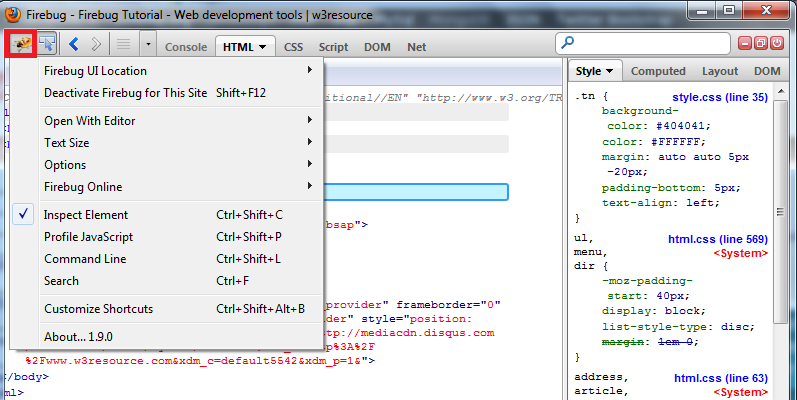 Firebug - Firebug Tutorial - Web development tools | w3resource
Console HTML CSS Script DOM Net
Firebug UI Location
Deactivate Firebug for This Site Shift+F12
Open With Editor
Text Size
Options
Firebug Online
Inspect Element Ctrl+Shift+C
Profile JavaScript Ctrl+Shift+P
Command Line Ctrl+Shift+L
Search Ctrl+F
Customize Shortcuts Ctrl+Shift+Alt+B
About... 1.9.0
itional//EN" "http://www.w3.org/TR
bsap">
_provider" frameborder="0"
ider" style="position:
tp://mediacdn.disqus.com
p%3A%2F
%2Fwww.w3resource.com&xdm_c=default5542&xdm_p=1&">
</body>
ml>
Style Computed Layout DOM
.tn { style.css (line 35)
background-
color: #404041;
color: #FFFFFF;
margin: auto auto 5px
-20px;
padding-bottom: 5px;
text-align: left;
}
ul, html.css (line 569)
menu, <System>
dir {
-moz-padding-
start: 40px;
display: block;
list-style-type: disc;
margin: 1em 0;
}
address, html.css (line 63)
article, <System>